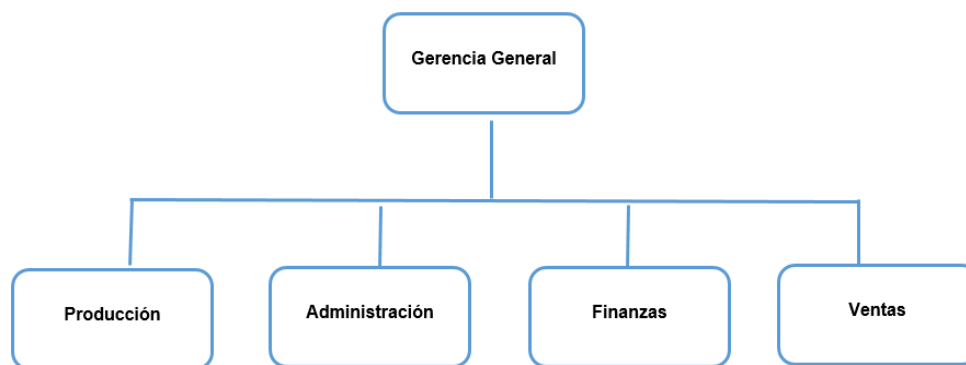 Gerencia General
Producción
Administración
Finanzas
Ventas